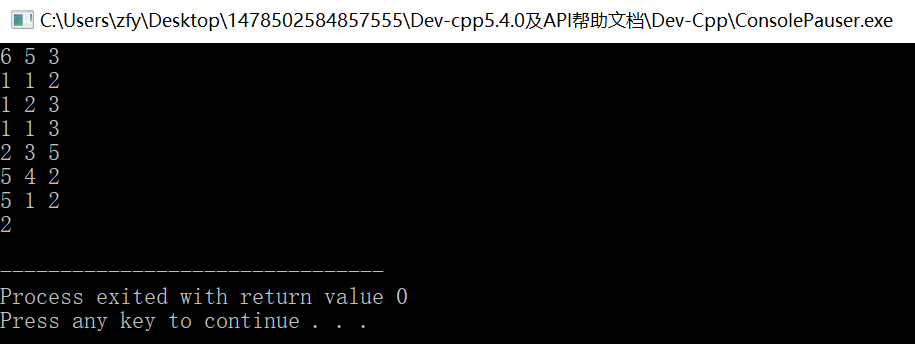 C:\Users\zfy\Desktop\1478502584857555\Dev-cpp5.4.0及API帮助文档\Dev-Cpp\ConsolePauser.exe
6 5 3
1 1 2
1 2 3
1 1 3
2 3 5
5 4 2
5 1 2
2
--------------------------------
Process exited with return value 0
Press any key to continue . . .